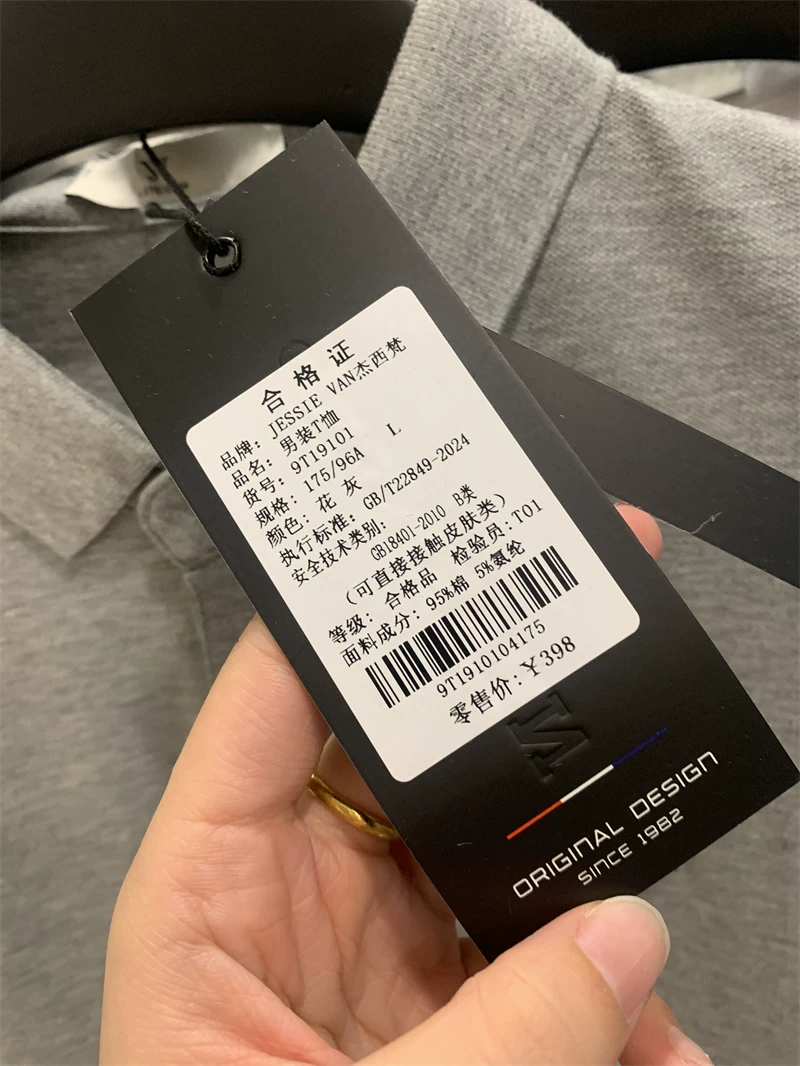 合格证
品牌: JESSIE VAN杰西梵
品名: 男装T恤
货号: 9T19101
规格: 175/96A L
颜色: 花 灰
执行标准: GB/T22849-2024
安全技术类别:
GB18401-2010 B类
(可直接接触皮肤类)
等级: 合格品 检验员: T01
面料成分: 95%棉 5%氨纶
9T1910104175
零售价: ¥398
ORIGINAL DESIGN
SINCE 1982